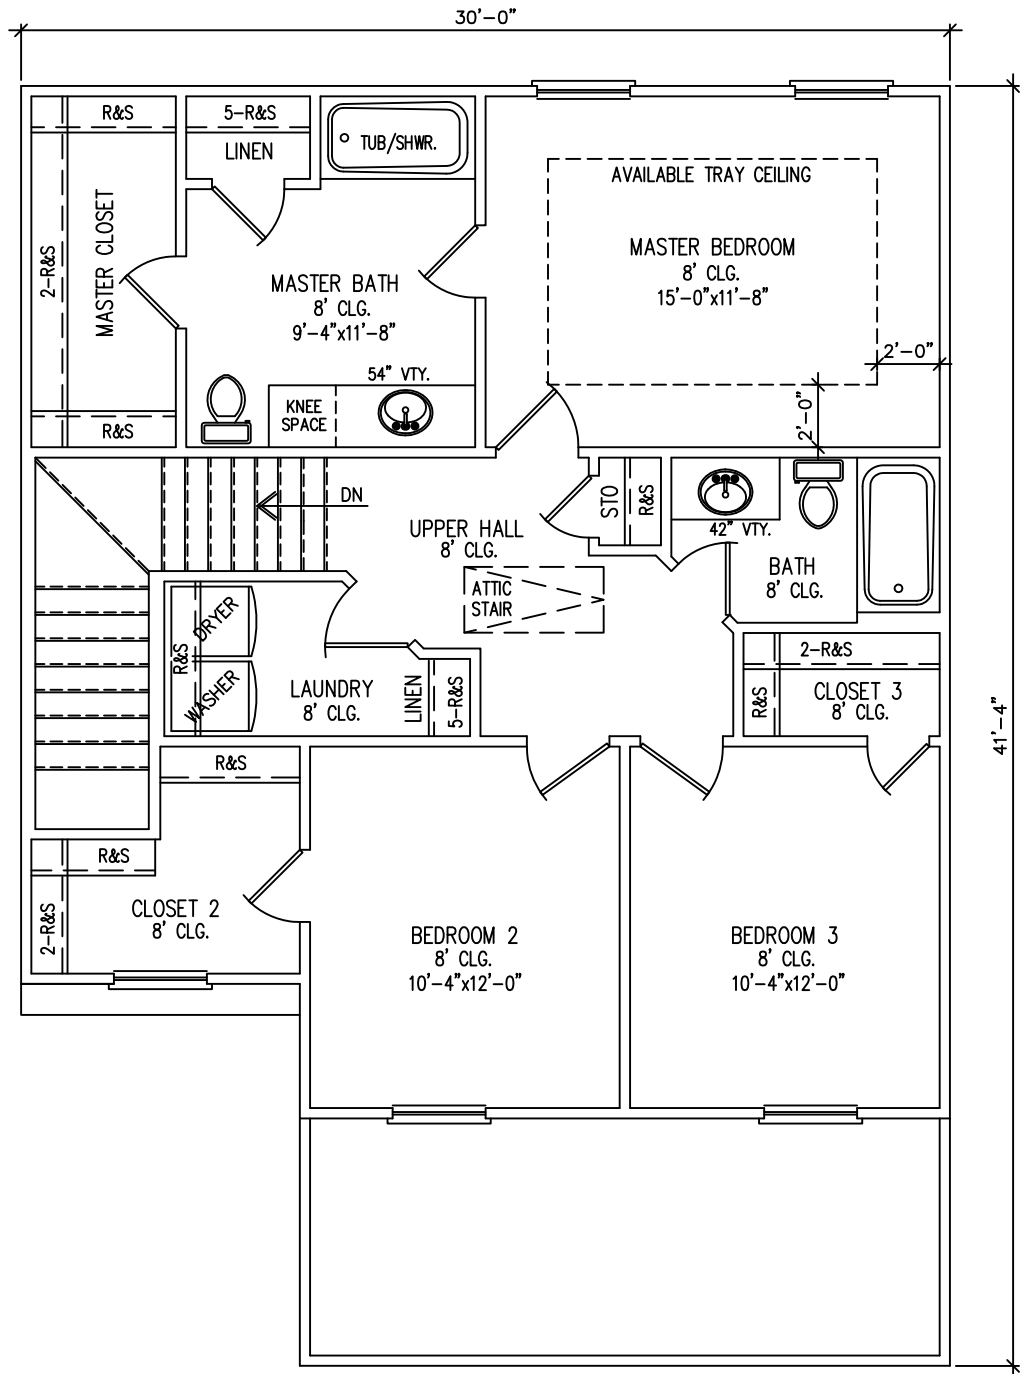 30'-0"
R&S
5-R&S
LINEN
TUB/SHWR.
AVAILABLE TRAY CEILING
2-R&S
MASTER CLOSET
MASTER BATH
8' CLG.
9'-4"x11'-8"
MASTER BEDROOM
8' CLG.
15'-0"x11'-8"
2'-0"
54" VTY.
KNEE
SPACE
2'-0"
R&S
DN
STO
R&S
UPPER HALL
8' CLG.
42" VTY.
BATH
8' CLG.
ATTIC
STAIR
DRYER
R&S
WASHER
LAUNDRY
8' CLG.
LINEN
5-R&S
2-R&S
R&S
CLOSET 3
8' CLG.
41'-4"
R&S
R&S
2-R&S
CLOSET 2
8' CLG.
BEDROOM 2
8' CLG.
10'-4"x12'-0"
BEDROOM 3
8' CLG.
10'-4"x12'-0"